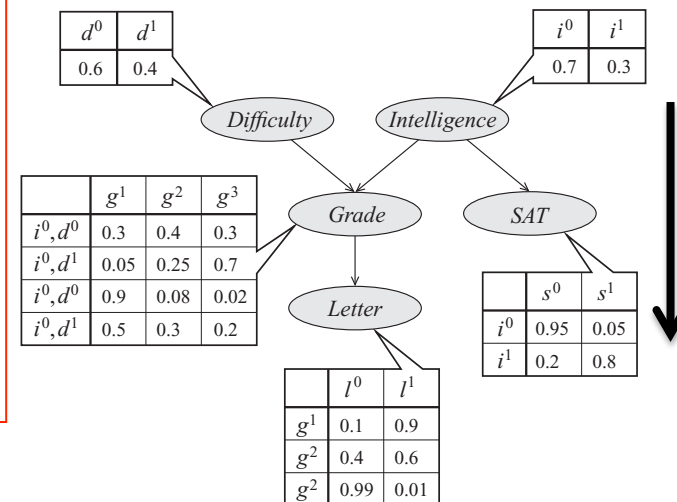 d⁰ d¹
0.6 0.4
i⁰ i¹
0.7 0.3
Difficulty
Intelligence
g¹ g² g³
i⁰,d⁰ 0.3 0.4 0.3
i⁰,d¹ 0.05 0.25 0.7
i⁰,d⁰ 0.9 0.08 0.02
i⁰,d¹ 0.5 0.3 0.2
Grade
SAT
s⁰ s¹
i⁰ 0.95 0.05
i¹ 0.2 0.8
Letter
l⁰ l¹
g¹ 0.1 0.9
g² 0.4 0.6
g² 0.99 0.01